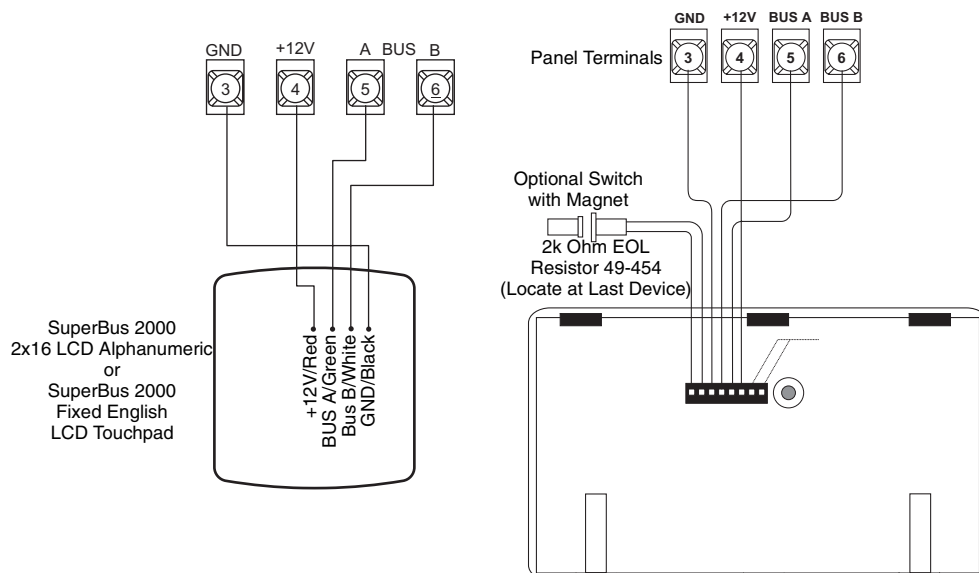 GND +12V A BUS B
3 4 5 6
SuperBus 2000
2x16 LCD Alphanumeric
or
SuperBus 2000
Fixed English
LCD Touchpad
+12V/Red
BUS A/Green
Bus B/White
GND/Black
GND +12V BUS A BUS B
Panel Terminals 3 4 5 6
Optional Switch
with Magnet
2k Ohm EOL
Resistor 49-454
(Locate at Last Device)